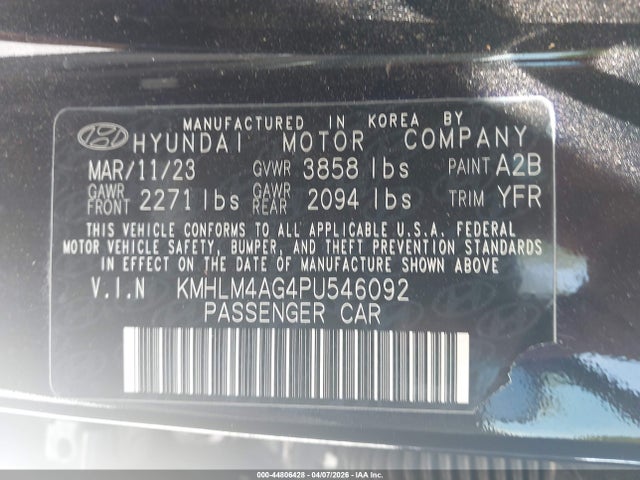 MANUFACTURED IN KOREA BY
HYUNDAI MOTOR COMPANY
MAR/11/23 GVWR 3858 lbs PAINT A2B
GAWR FRONT 2271 lbs GAWR REAR 2094 lbs TRIM YFR
THIS VEHICLE CONFORMS TO ALL APPLICABLE U.S.A. FEDERAL
MOTOR VEHICLE SAFETY, BUMPER, AND THEFT PREVENTION STANDARDS
IN EFFECT ON THE DATE OF MANUFACTURE SHOWN ABOVE
V.I.N KMHLM4AG4PU546092
PASSENGER CAR
000-44806428 - 04/07/2026 - IAA Corp.